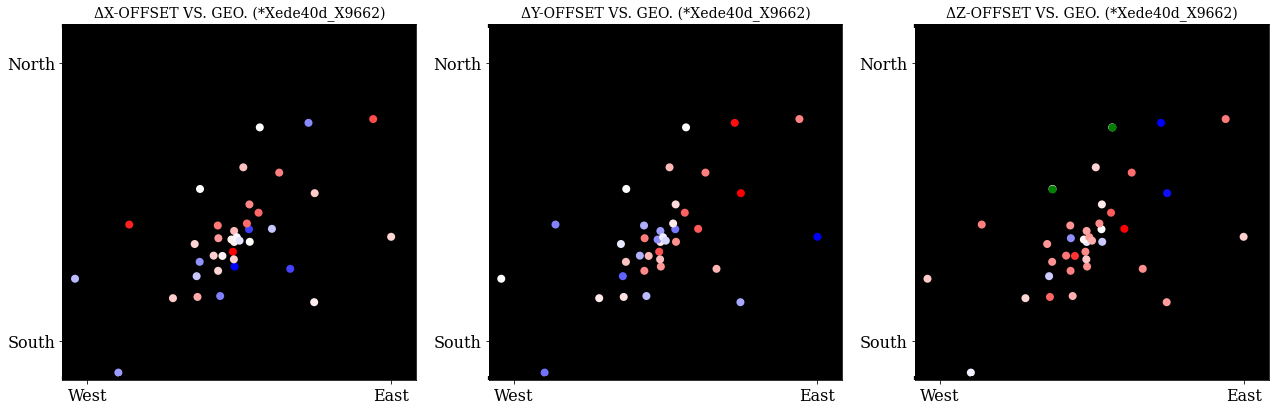 ΔX-OFFSET VS. GEO. (*Xede40d_X9662)
North
South
West East
ΔY-OFFSET VS. GEO. (*Xede40d_X9662)
North
South
West East
ΔZ-OFFSET VS. GEO. (*Xede40d_X9662)
North
South
West East